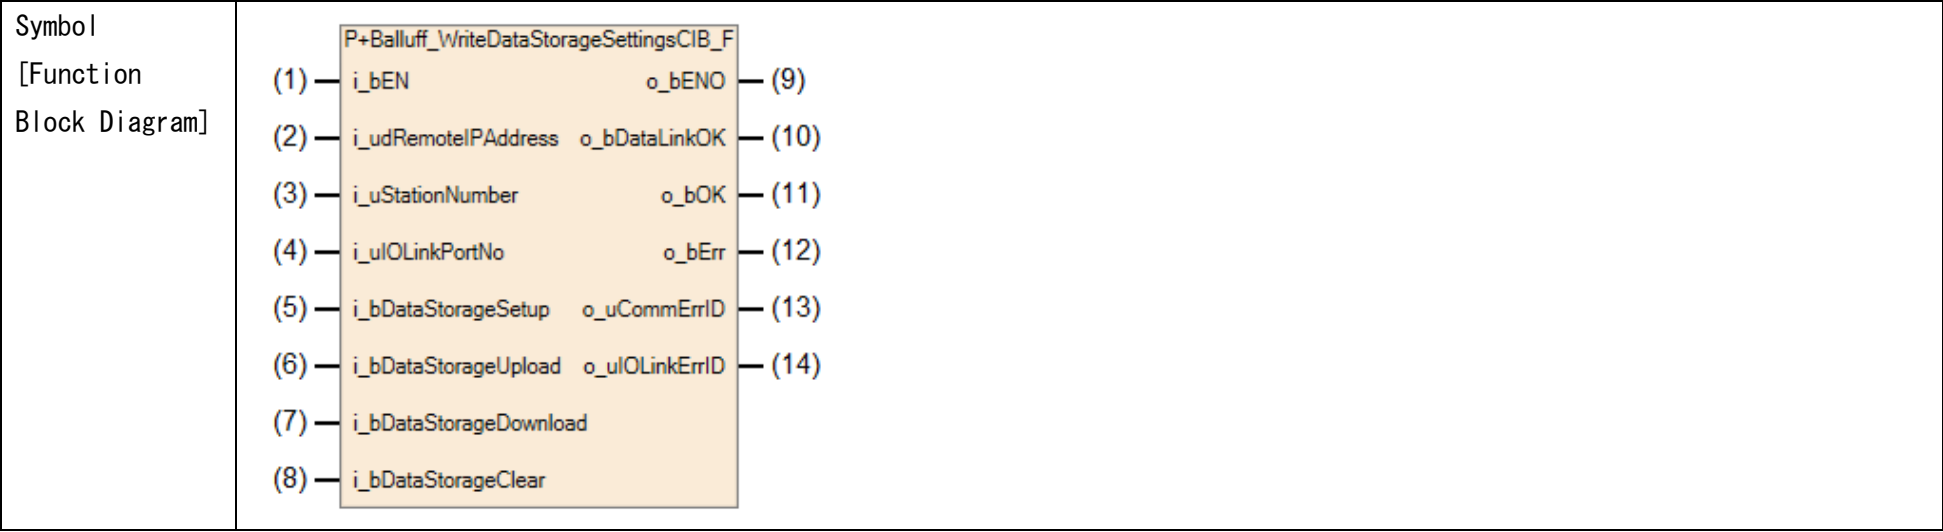 Symbol
[Function
Block Diagram]
P+Balluff_WriteDataStorageSettingsCIB_F
(1) i_bEN o_bENO (9)
(2) i_udRemoteIPAddress o_bDataLinkOK (10)
(3) i_uStationNumber o_bOK (11)
(4) i_uIOLinkPortNo o_bErr (12)
(5) i_bDataStorageSetup o_uCommErrID (13)
(6) i_bDataStorageUpload o_uIOLinkErrID (14)
(7) i_bDataStorageDownload
(8) i_bDataStorageClear